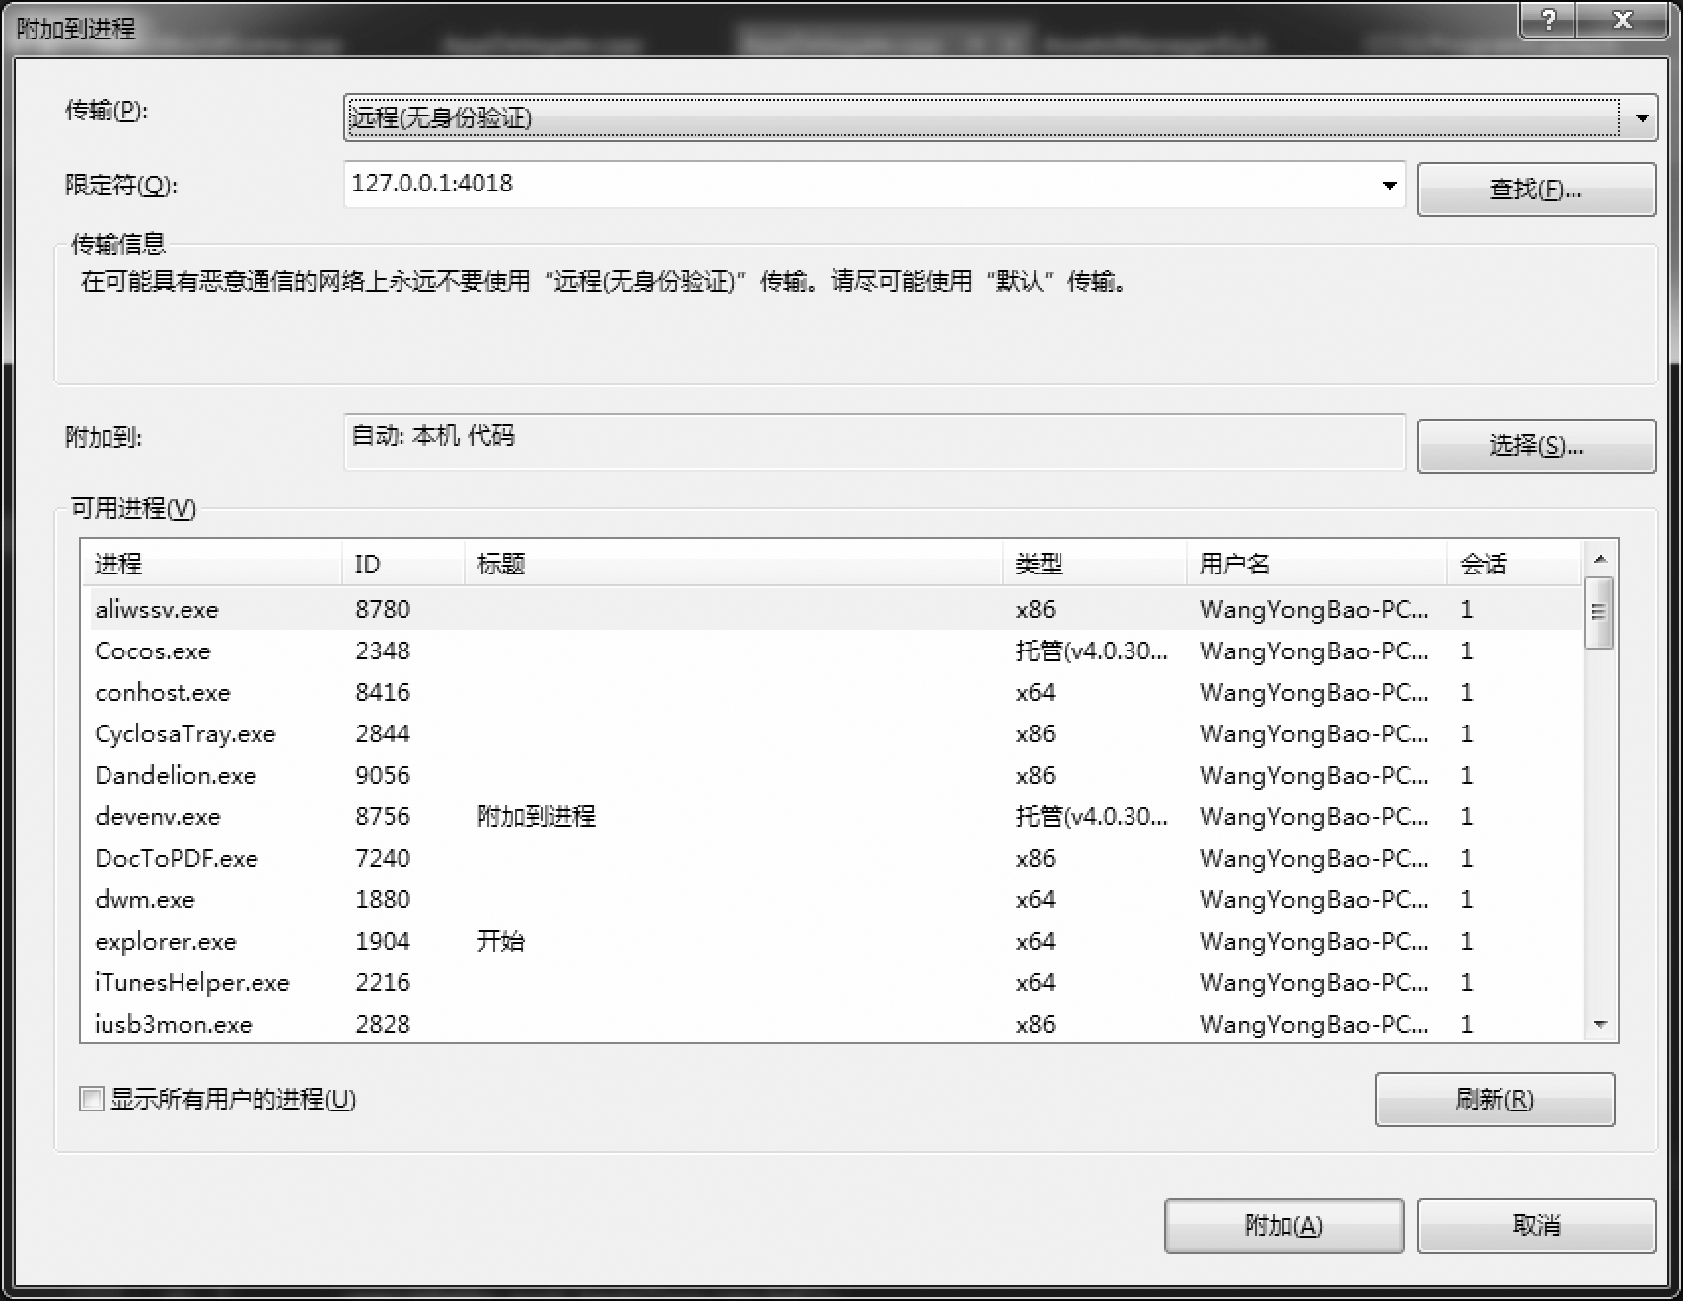 附加到进程
传输(P):
远程(无身份验证)
限定符(Q):
127.0.0.1:4018
查找(F)...
传输信息
在可能具有恶意通信的网络上永远不要使用“远程(无身份验证)”传输。请尽可能使用“默认”传输。
附加到:
自动: 本机 代码
选择(S)...
可用进程(V)
进程 ID 标题 类型 用户名 会话
aliwssv.exe 8780 x86 WangYongBao-PC... 1
Cocos.exe 2348 托管(v4.0.30... WangYongBao-PC... 1
conhost.exe 8416 x64 WangYongBao-PC... 1
CyclosaTray.exe 2844 x86 WangYongBao-PC... 1
Dandelion.exe 9056 x86 WangYongBao-PC... 1
devenv.exe 8756 附加到进程 托管(v4.0.30... WangYongBao-PC... 1
DocToPDF.exe 7240 x86 WangYongBao-PC... 1
dwm.exe 1880 x64 WangYongBao-PC... 1
explorer.exe 1904 开始 x64 WangYongBao-PC... 1
iTunesHelper.exe 2216 x64 WangYongBao-PC... 1
iusb3mon.exe 2828 x86 WangYongBao-PC... 1
显示所有用户的进程(U)
刷新(R)
附加(A)
取消